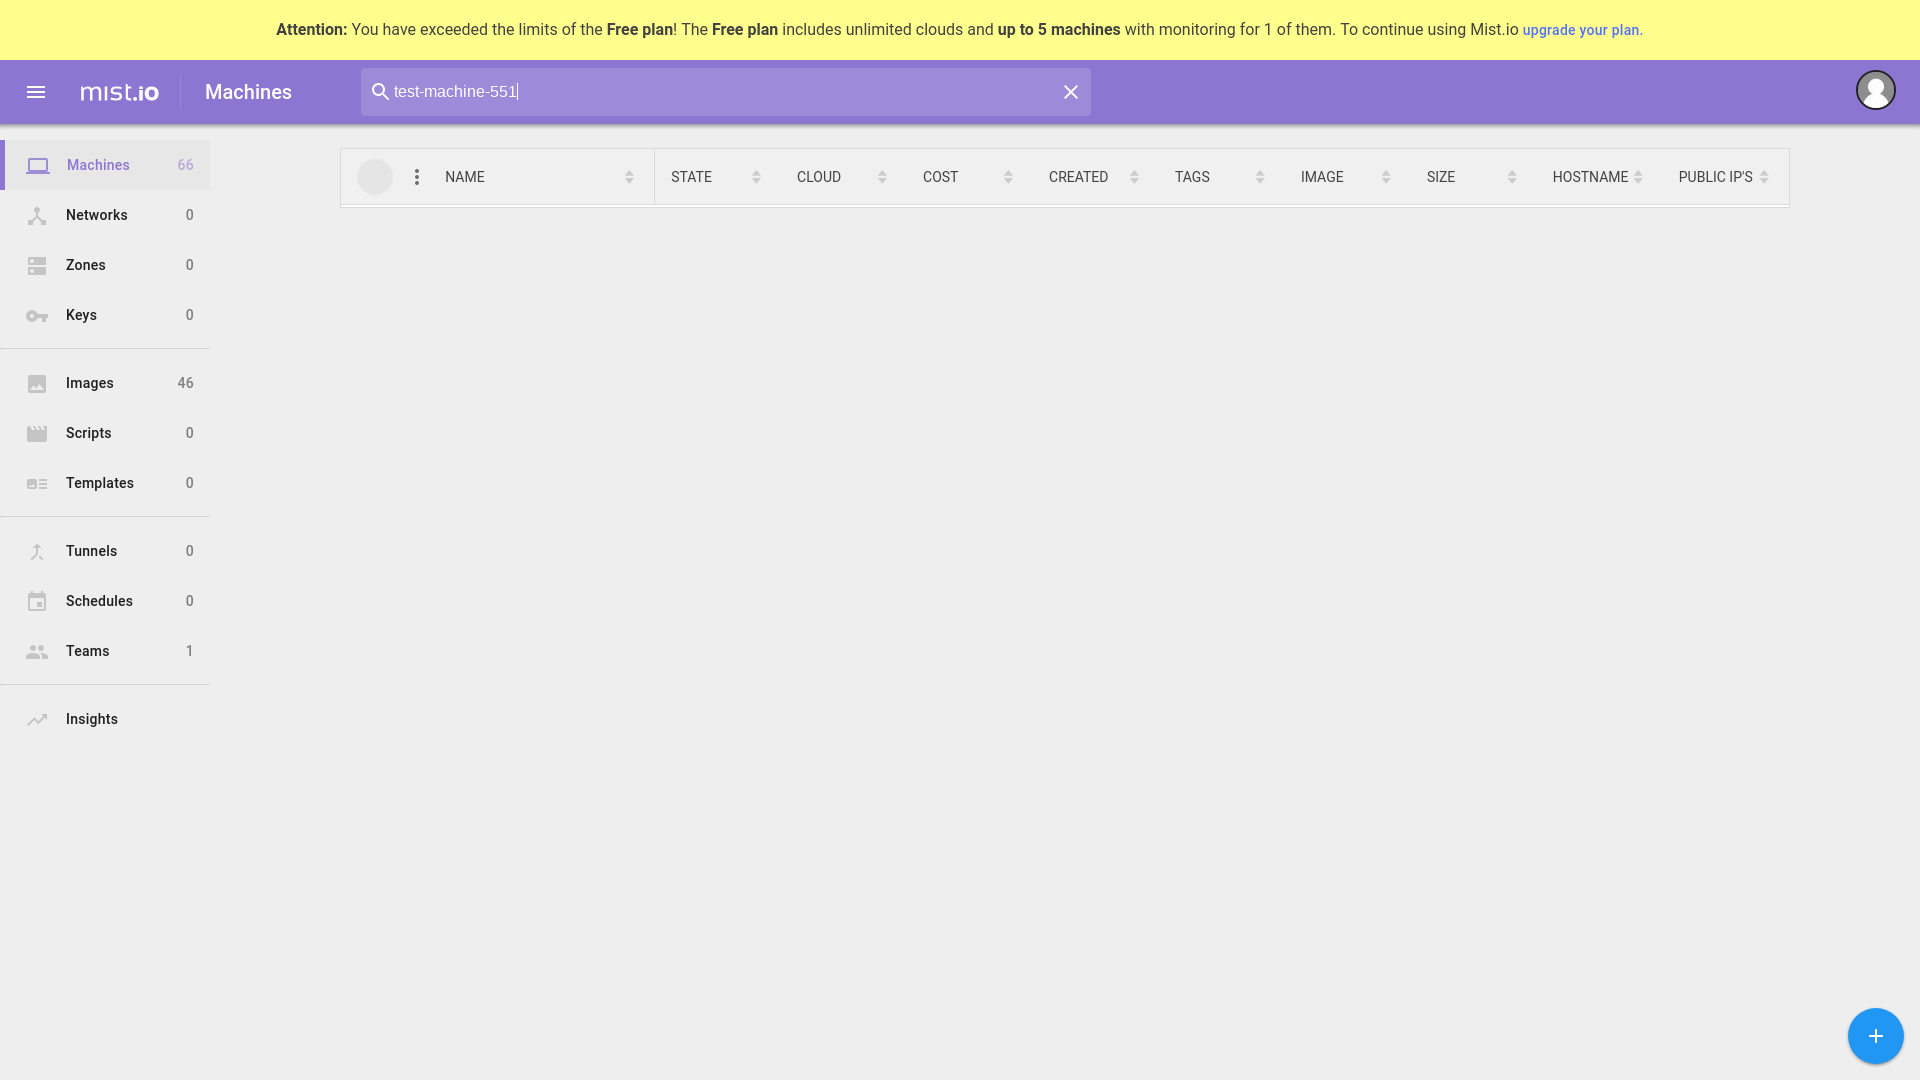 Attention: You have exceeded the limits of the Free plan! The Free plan includes unlimited clouds and up to 5 machines with monitoring for 1 of them. To continue using Mist.io upgrade your plan.
mist.io
Machines
test-machine-551
Machines 66
Networks 0
Zones 0
Keys 0
Images 46
Scripts 0
Templates 0
Tunnels 0
Schedules 0
Teams 1
Insights
NAME STATE CLOUD COST CREATED TAGS IMAGE SIZE HOSTNAME PUBLIC IP'S